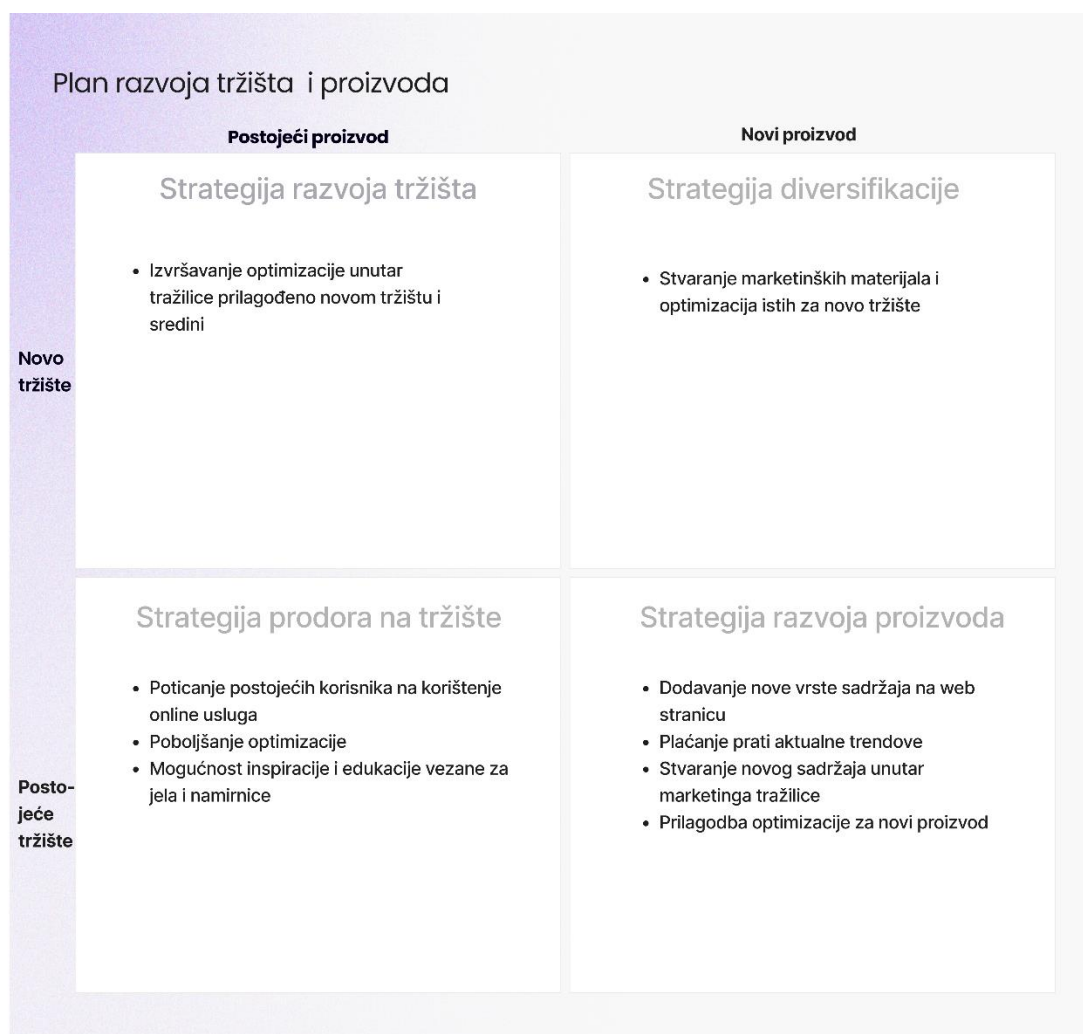 Plan razvoja tržišta  i proizvoda
Postojeći proizvod
Novi proizvod
Novo
tržište
Strategija razvoja tržišta
• Izvršavanje optimizacije unutar
tražilice prilagođeno novom tržištu i
sredini
Strategija diversifikacije
• Stvaranje marketinških materijala i
optimizacija istih za novo tržište
Posto-
jeće
tržište
Strategija prodora na tržište
• Poticanje postojećih korisnika na korištenje
online usluga
• Poboljšanje optimizacije
• Mogućnost inspiracije i edukacije vezane za
jela i namirnice
Strategija razvoja proizvoda
• Dodavanje nove vrste sadržaja na web
stranicu
• Plaćanje prati aktualne trendove
• Stvaranje novog sadržaja unutar
marketinga tražilice
• Prilagodba optimizacije za novi proizvod